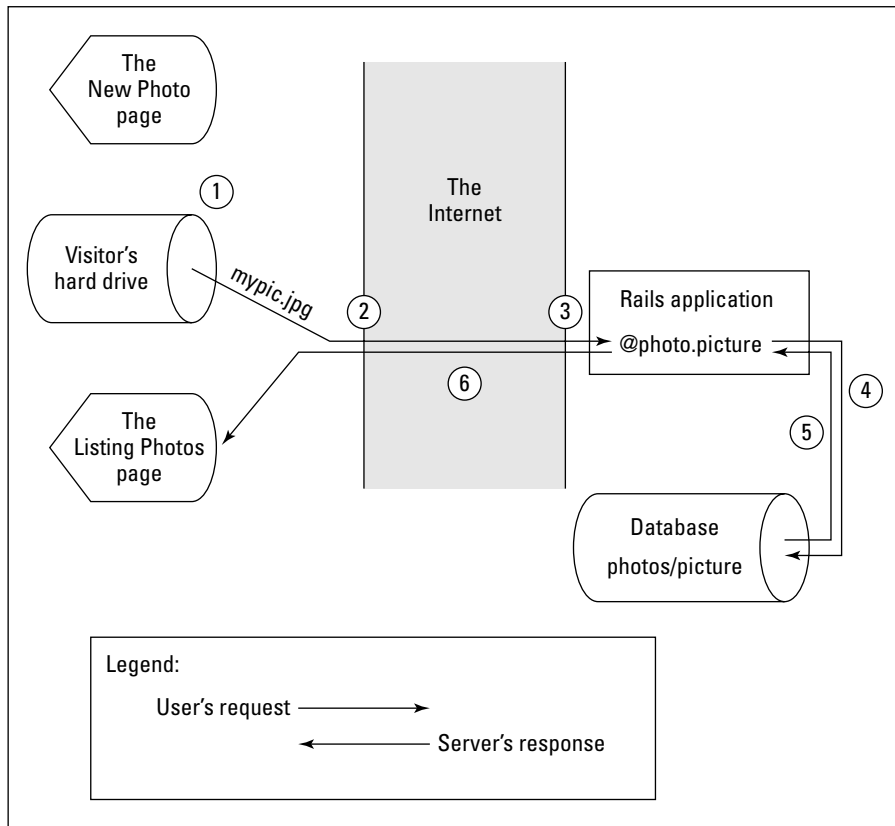 The
New Photo
page
1
The
Internet
Visitor's
hard drive
mypic.jpg
2
3
Rails application
@photo.picture
6
4
The
Listing Photos
page
5
Database
photos/picture
Legend:
User's request
Server's response